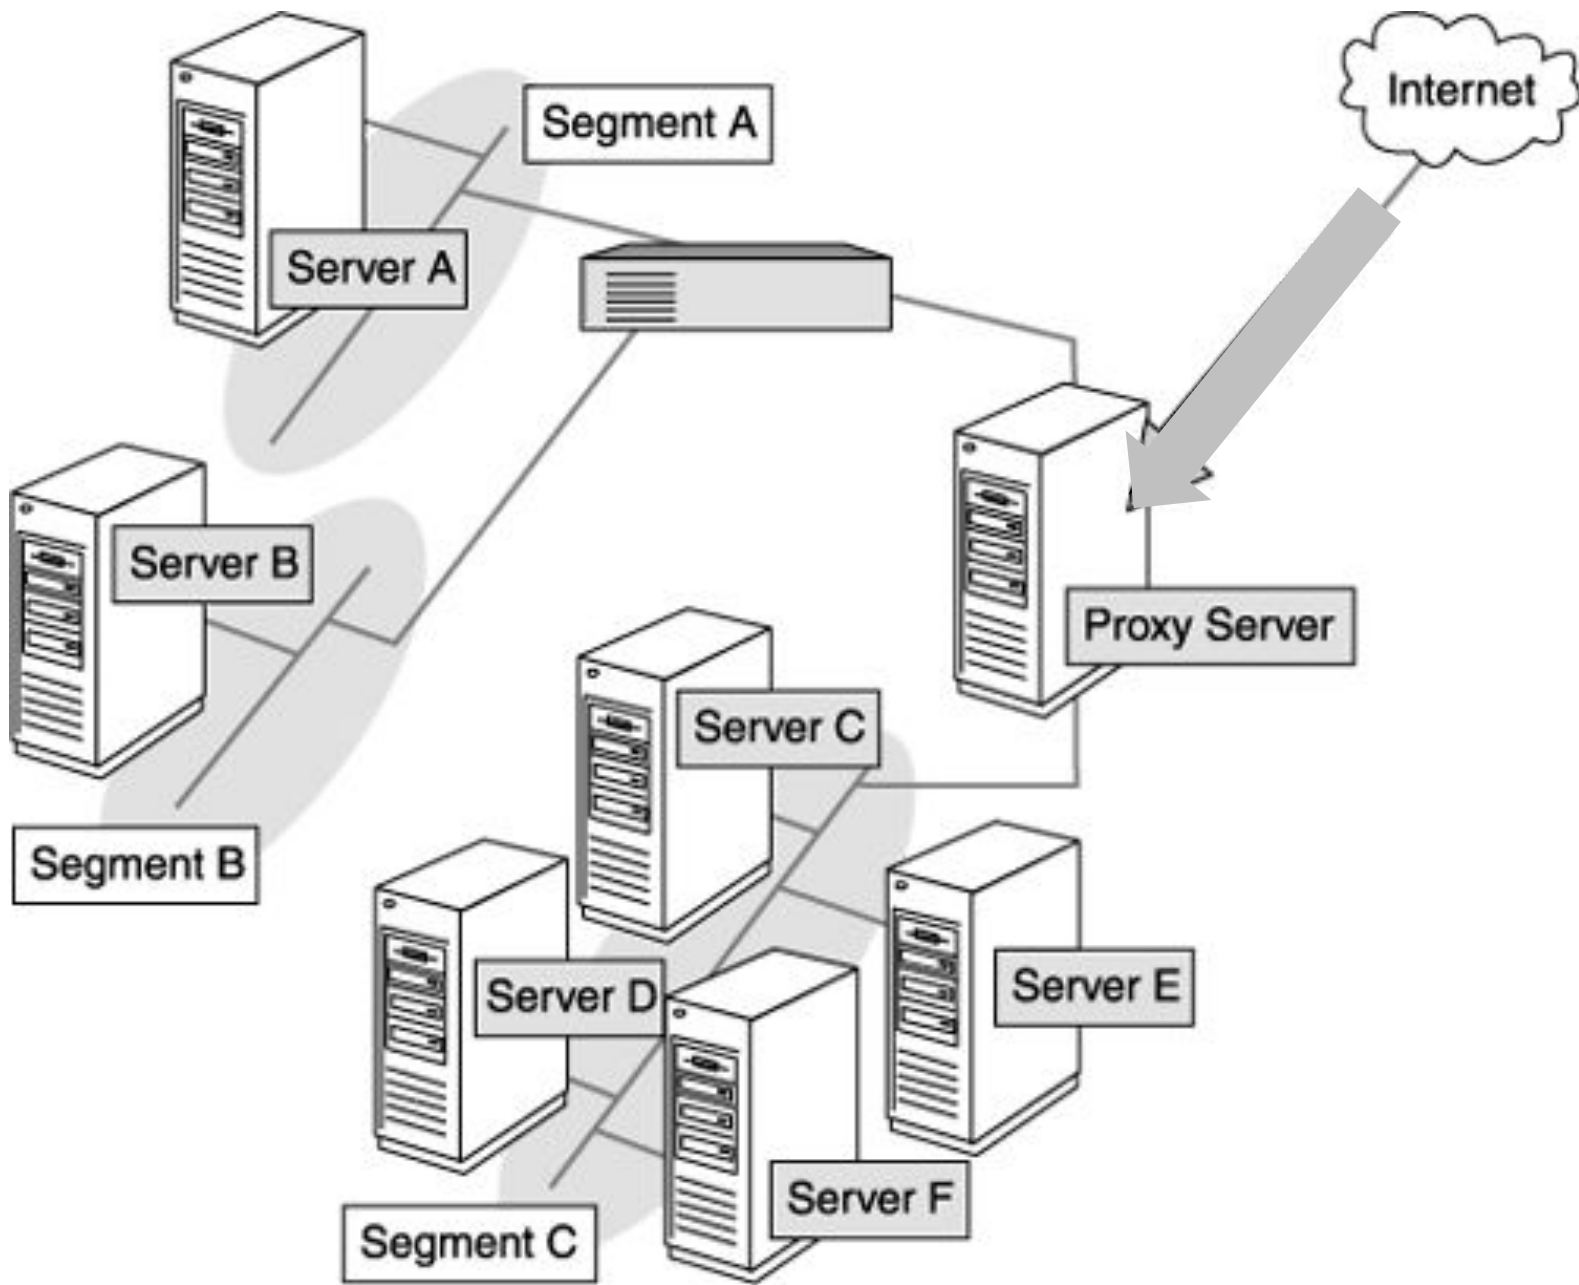 Segment A
Internet
Server A
Server B
Proxy Server
Server C
Segment B
Server D
Server E
Server F
Segment C